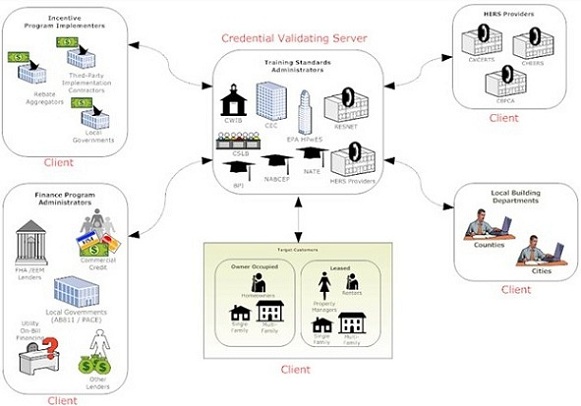 Incentive
Program Implementers
Third-Party
Implementation
Contractors
Rebate
Aggregators
Local
Governments
Client
Credential Validating Server
Training Standards
Administrators
CWIB
CEC
EPA HPwES
RESNET
CSLB
BPI
NABCEP
NATE
HERS Providers
HERS Providers
CHEERS
CBPCA
Client
Finance Program
Administrators
FHA /EEM
Lenders
Commercial
Credit
Local Governments
(AB811 / PACE)
Utility
On-Bill
Financing
Other
Lenders
Client
Target Customers
Owner Occupied
Homeowners
Single
Family
Multi-
Family
Leased
Property
Managers
Renters
Single
Family
Multi-
Family
Client
Local Building
Departments
Counties
Cities
Client